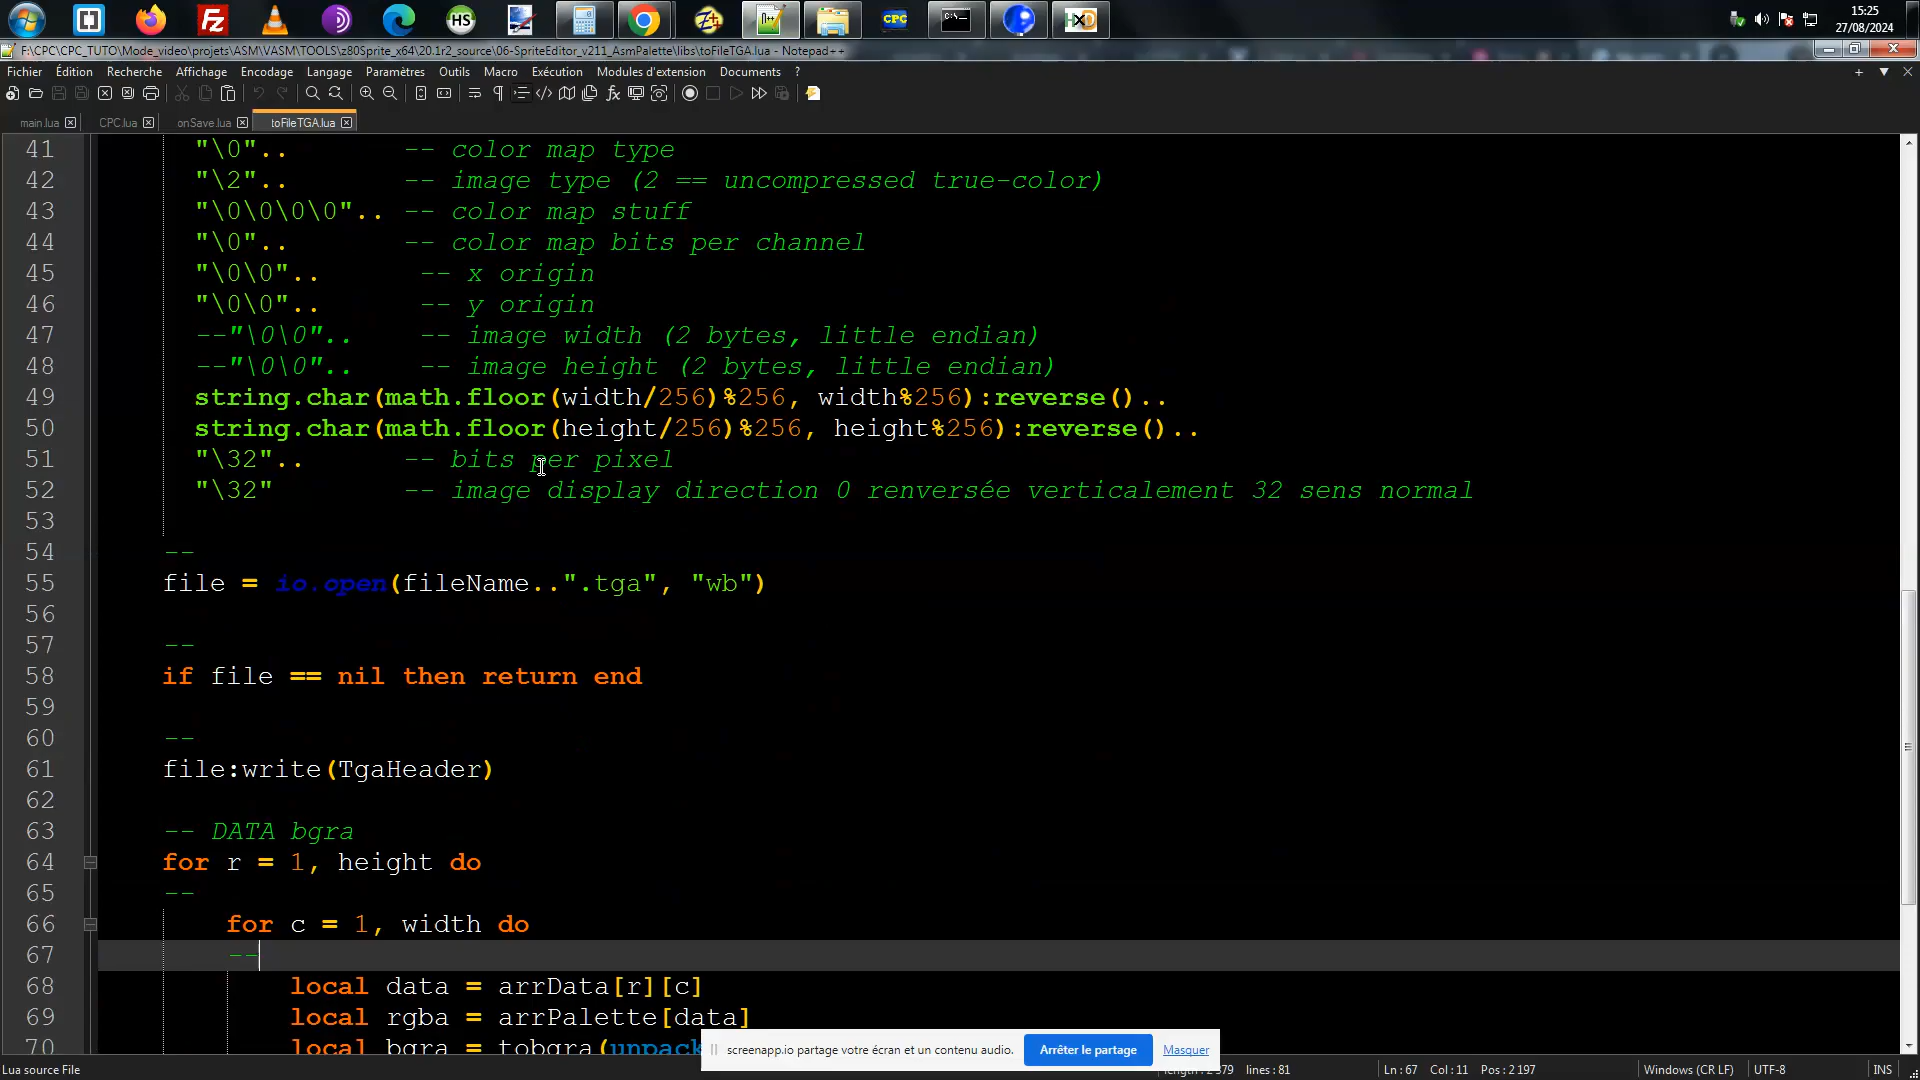 15:25
27/08/2024
F:\CPC\CPC_TUTO\Mode_video\projets\ASM\VASM\TOOLS\z80Sprite_x64\20.1r2_source\06-SpriteEditor_v211_AsmPalette\libs\toFileTGA.lua - Notepad++
Fichier Édition Recherche Affichage Encodage Langage Paramètres Outils Macro Exécution Modules d'extension Documents ?
main.lua CPC.lua onSave.lua toFileTGA.lua
41 "\0".. -- color map type
42 "\2".. -- image type (2 == uncompressed true-color)
43 "\0\0\0\0".. -- color map stuff
44 "\0".. -- color map bits per channel
45 "\0\0".. -- x origin
46 "\0\0".. -- y origin
47 --"\0\0".. -- image width (2 bytes, little endian)
48 --"\0\0".. -- image height (2 bytes, little endian)
49 string.char(math.floor(width/256)%256, width%256):reverse()..
50 string.char(math.floor(height/256)%256, height%256):reverse()..
51 "\32".. -- bits per pixel
52 "\32" -- image display direction 0 renversée verticalement 32 sens normal
53
54 --
55 file = io.open(fileName..".tga", "wb")
56
57 --
58 if file == nil then return end
59
60 --
61 file:write(TgaHeader)
62
63 -- DATA bgra
64 for r = 1, height do
65 --
66 for c = 1, width do
67 --
68 local data = arrData[r][c]
69 local rgba = arrPalette[data]
70 local bgra = tobgra(unpack
screenapp.io partage votre écran et un contenu audio. Arrêter le partage Masquer
Lua source File lines : 81 Ln : 67 Col : 11 Pos : 2 197 Windows (CR LF) UTF-8 INS